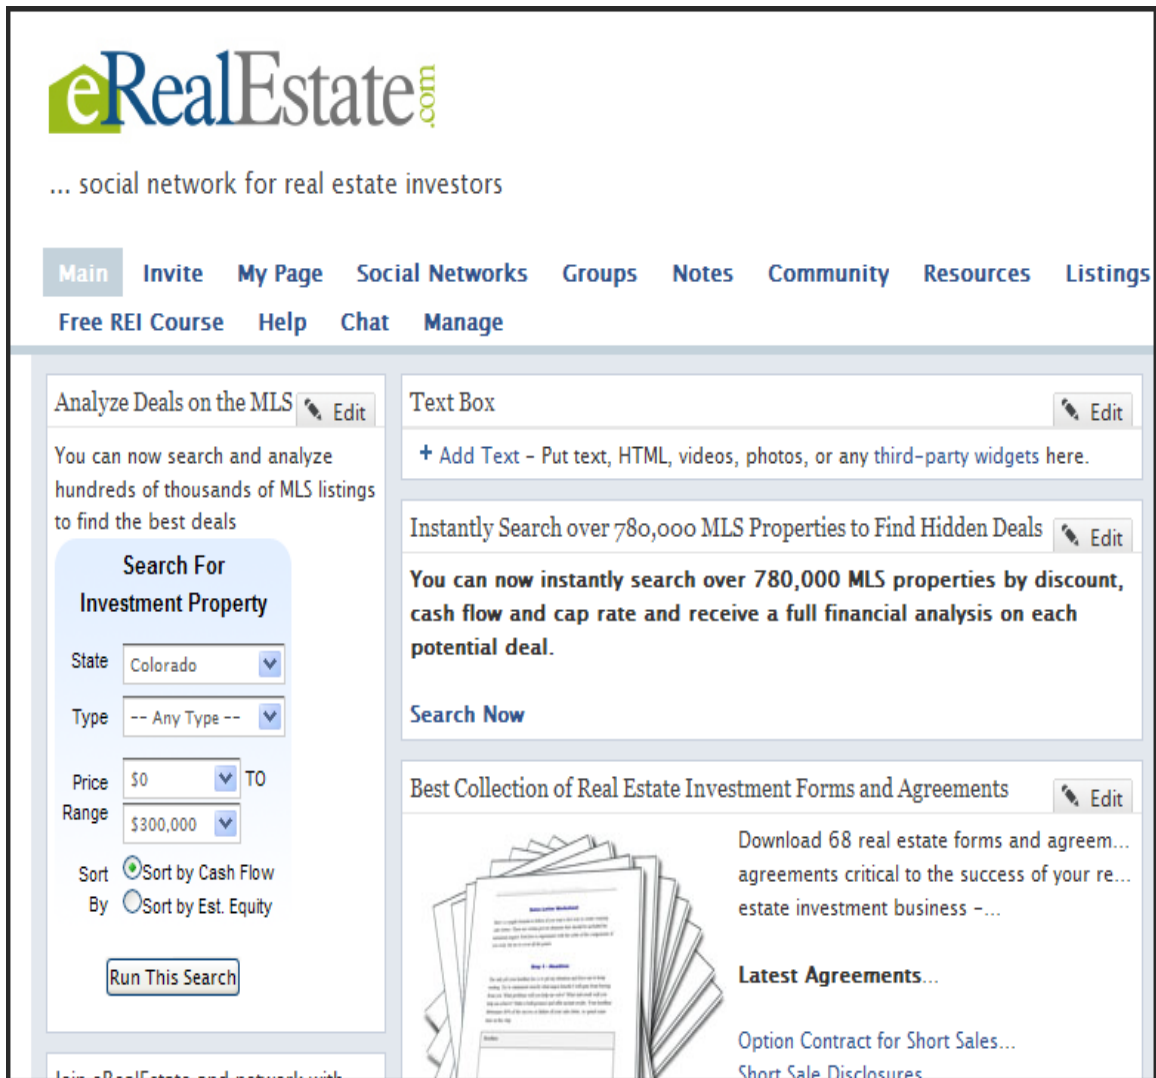 eRealEstate.com
... social network for real estate investors
Main Invite My Page Social Networks Groups Notes Community Resources Listings
Free REI Course Help Chat Manage
Analyze Deals on the MLS Edit
You can now search and analyze
hundreds of thousands of MLS listings
to find the best deals
Search For
Investment Property
State Colorado
Type -- Any Type --
Price $0 TO
Range $300,000
Sort Sort by Cash Flow
By Sort by Est. Equity
Run This Search
Text Box Edit
+ Add Text – Put text, HTML, videos, photos, or any third-party widgets here.
Instantly Search over 780,000 MLS Properties to Find Hidden Deals Edit
You can now instantly search over 780,000 MLS properties by discount,
cash flow and cap rate and receive a full financial analysis on each
potential deal.
Search Now
Best Collection of Real Estate Investment Forms and Agreements Edit
Download 68 real estate forms and agreem...
agreements critical to the success of your re...
estate investment business –...
Latest Agreements...
Option Contract for Short Sales...
Short Sale Disclosures
Join eRealEstate and network with